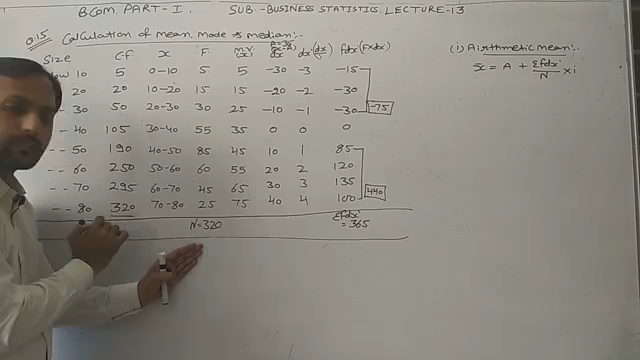 B.COM. PART-I. SUB.-BUSINESS STATISTICS. LECTURE-13
Q.15 Calculation of mean, mode & median:-
Size C.F X F M.V (X) A=35 (X-A) dx dx' (dx/i) fdx' (Fxdx')
10 5 0-10 5 5 -30 -3 -15
20 20 10-20 15 15 -20 -2 -30
- 30 50 20-30 30 25 -10 -1 -30 -75
- 40 105 30-40 55 35 0 0 0
-- 50 190 40-50 85 45 10 1 85
-- 60 250 50-60 60 55 20 2 120
-- 70 295 60-70 45 65 30 3 135 440
-- 80 320 70-80 25 75 40 4 100
N=320 Σfdx' = 365
(i) Airthmetic mean:-
x̄ = A + Σfdx'/N × i